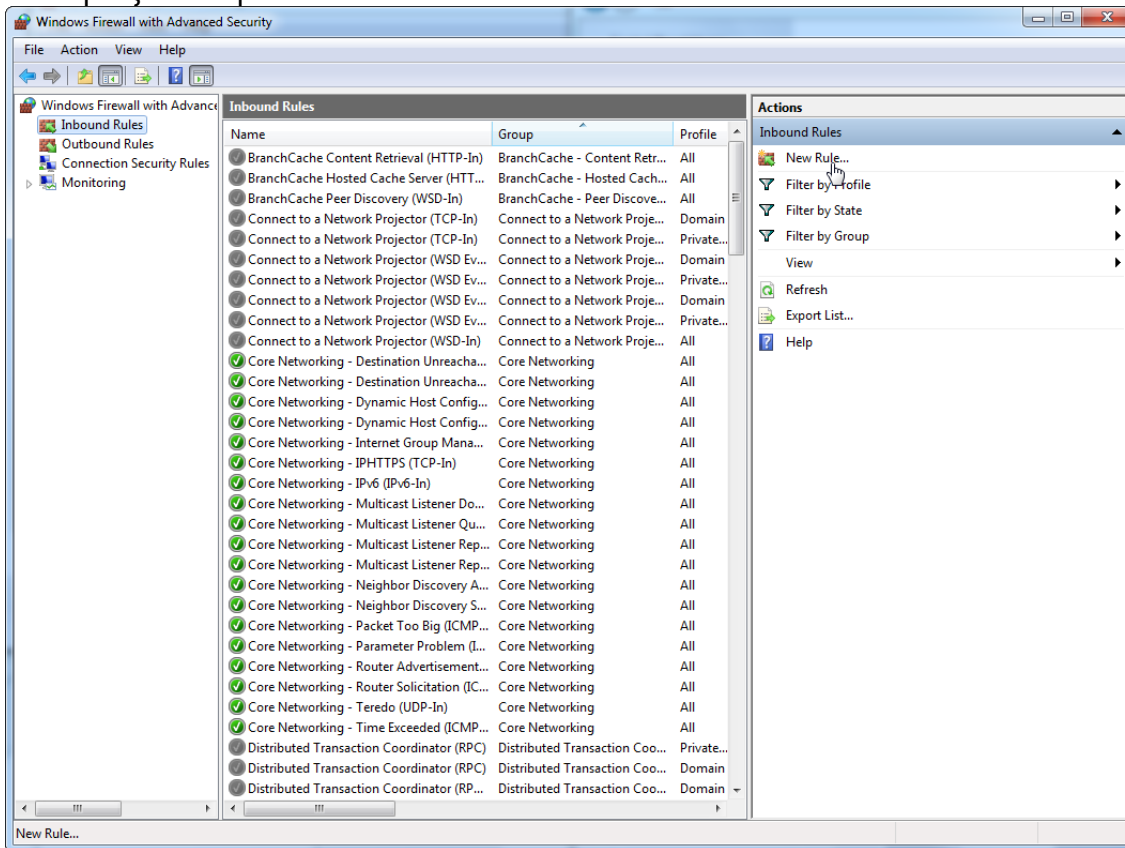 Windows Firewall with Advanced Security
File Action View Help
Windows Firewall with Advance
Inbound Rules
Outbound Rules
Connection Security Rules
Monitoring
Inbound Rules
Name Group Profile
BranchCache Content Retrieval (HTTP-In) BranchCache - Content Retr... All
BranchCache Hosted Cache Server (HTT... BranchCache - Hosted Cach... All
BranchCache Peer Discovery (WSD-In) BranchCache - Peer Discove... All
Connect to a Network Projector (TCP-In) Connect to a Network Proje... Domain
Connect to a Network Projector (TCP-In) Connect to a Network Proje... Private...
Connect to a Network Projector (WSD Ev... Connect to a Network Proje... Domain
Connect to a Network Projector (WSD Ev... Connect to a Network Proje... Private...
Connect to a Network Projector (WSD Ev... Connect to a Network Proje... Domain
Connect to a Network Projector (WSD Ev... Connect to a Network Proje... Private...
Connect to a Network Projector (WSD-In) Connect to a Network Proje... All
Core Networking - Destination Unreacha... Core Networking All
Core Networking - Destination Unreacha... Core Networking All
Core Networking - Dynamic Host Config... Core Networking All
Core Networking - Dynamic Host Config... Core Networking All
Core Networking - Internet Group Mana... Core Networking All
Core Networking - IPHTTPS (TCP-In) Core Networking All
Core Networking - IPv6 (IPv6-In) Core Networking All
Core Networking - Multicast Listener Do... Core Networking All
Core Networking - Multicast Listener Qu... Core Networking All
Core Networking - Multicast Listener Rep... Core Networking All
Core Networking - Multicast Listener Rep... Core Networking All
Core Networking - Neighbor Discovery A... Core Networking All
Core Networking - Neighbor Discovery S... Core Networking All
Core Networking - Packet Too Big (ICMP... Core Networking All
Core Networking - Parameter Problem (I... Core Networking All
Core Networking - Router Advertisement... Core Networking All
Core Networking - Router Solicitation (IC... Core Networking All
Core Networking - Teredo (UDP-In) Core Networking All
Core Networking - Time Exceeded (ICMP... Core Networking All
Distributed Transaction Coordinator (RPC) Distributed Transaction Coo... Private...
Distributed Transaction Coordinator (RPC) Distributed Transaction Coo... Domain
Distributed Transaction Coordinator (RP... Distributed Transaction Coo... Domain
Actions
Inbound Rules
New Rule...
Filter by Profile
Filter by State
Filter by Group
View
Refresh
Export List...
Help
New Rule...